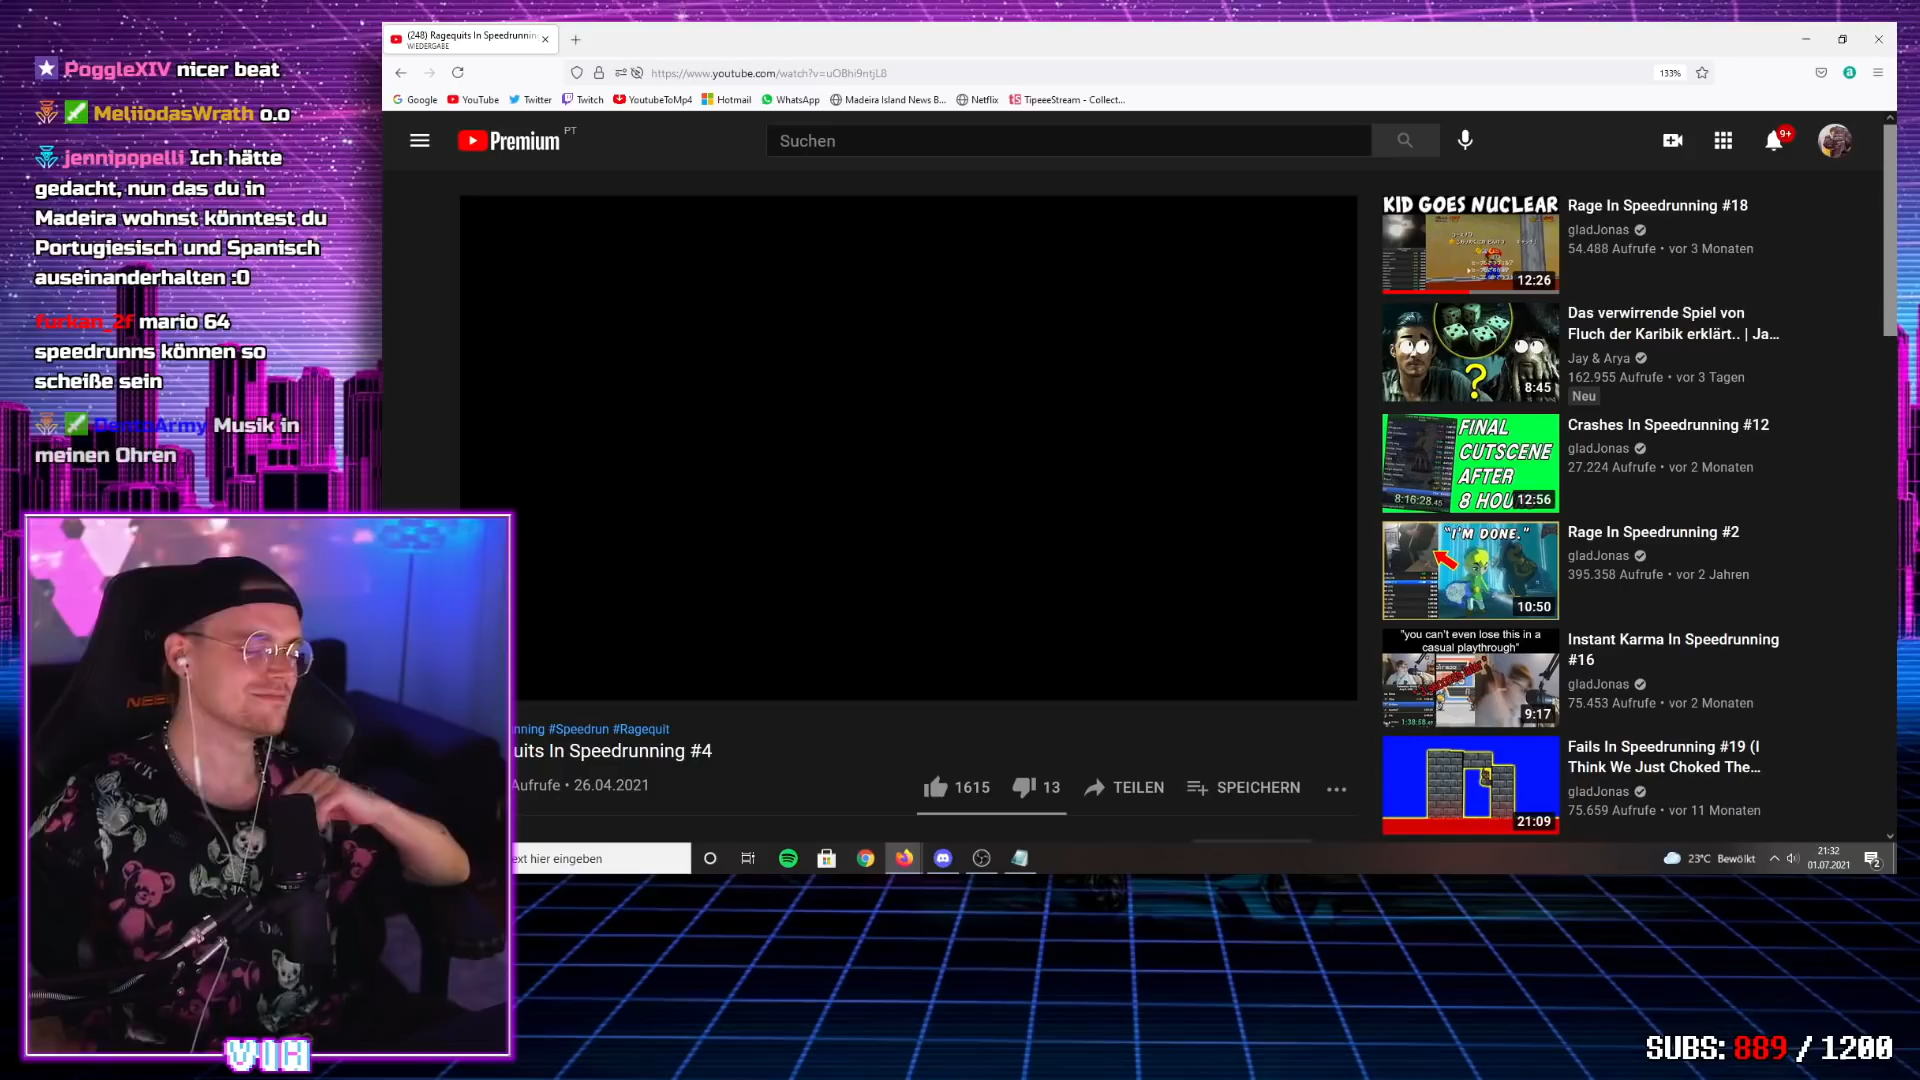 PoggleXIV nicer beat
MeliiodasWrath o.o
jennipopelli Ich hätte
gedacht, nun das du in
Madeira wohnst könntest du
Portugiesisch und Spanisch
auseinanderhalten :O
furkan_2f mario 64
speedrunns können so
scheiße sein
DentoArmy Musik in
meinen Ohren
(248) Ragequits In Speedrunnin
WIEDERGABE
https://www.youtube.com/watch?v=uOBhi9ntjL8
133%
Google
YouTube
Twitter
Twitch
YoutubeToMp4
Hotmail
WhatsApp
Madeira Island News B...
Netflix
TipeeeStream - Collect...
Premium
PT
Suchen
9+
KID GOES NUCLEAR
12:26
Rage In Speedrunning #18
gladJonas
54.488 Aufrufe • vor 3 Monaten
?
8:45
Das verwirrende Spiel von
Fluch der Karibik erklärt.. | Ja...
Jay & Arya
162.955 Aufrufe • vor 3 Tagen
Neu
FINAL
CUTSCENE
AFTER
8 HOU
8:16:28.45
12:56
Crashes In Speedrunning #12
gladJonas
27.224 Aufrufe • vor 2 Monaten
"I'M DONE."
10:50
Rage In Speedrunning #2
gladJonas
395.358 Aufrufe • vor 2 Jahren
"you can't even lose this in a
casual playthrough"
9:17
Instant Karma In Speedrunning
#16
gladJonas
75.453 Aufrufe • vor 2 Monaten
21:09
Fails In Speedrunning #19 (I
Think We Just Choked The...
gladJonas
75.659 Aufrufe • vor 11 Monaten
nning #Speedrun #Ragequit
uits In Speedrunning #4
Aufrufe • 26.04.2021
1615
13
TEILEN
SPEICHERN
ext hier eingeben
23°C Bewölkt
21:32
01.07.2021
2
VIA
SUBS: 889 / 1200